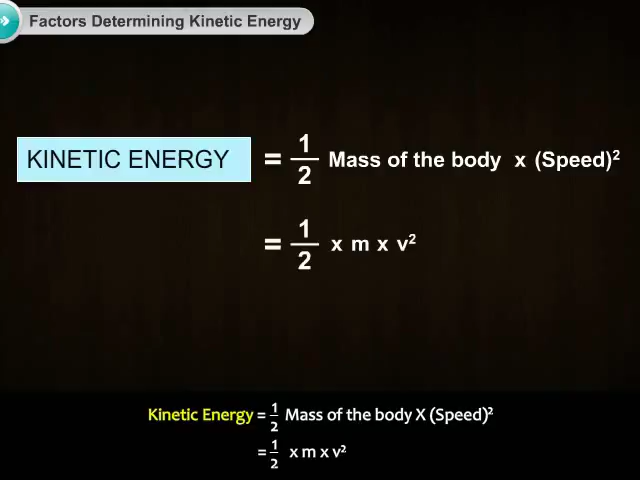 Factors Determining Kinetic Energy
KINETIC ENERGY = 1/2 Mass of the body x (Speed)²
= 1/2 x m x v²
Kinetic Energy = 1/2 Mass of the body X (Speed)²
= 1/2 x m x v²